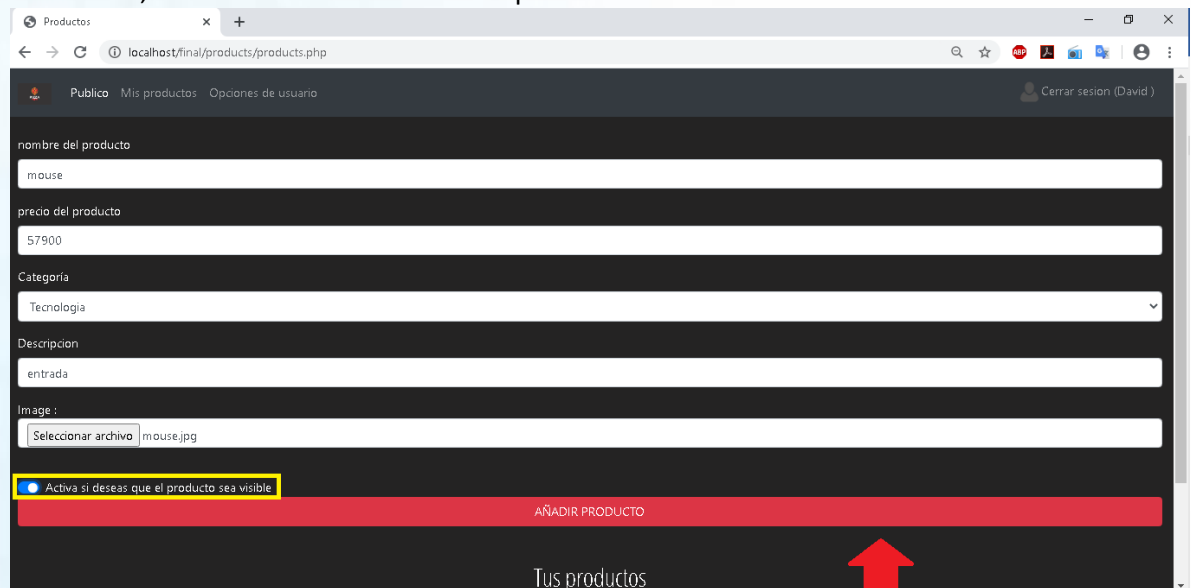 Productos
localhost/final/products/products.php
ABP
Publico Mis productos Opciones de usuario Cerrar sesion (David )
nombre del producto
mouse
precio del producto
57900
Categoría
Tecnologia
Descripcion
entrada
Image :
Seleccionar archivo mouse.jpg
Activa si deseas que el producto sea visible
AÑADIR PRODUCTO
Tus productos